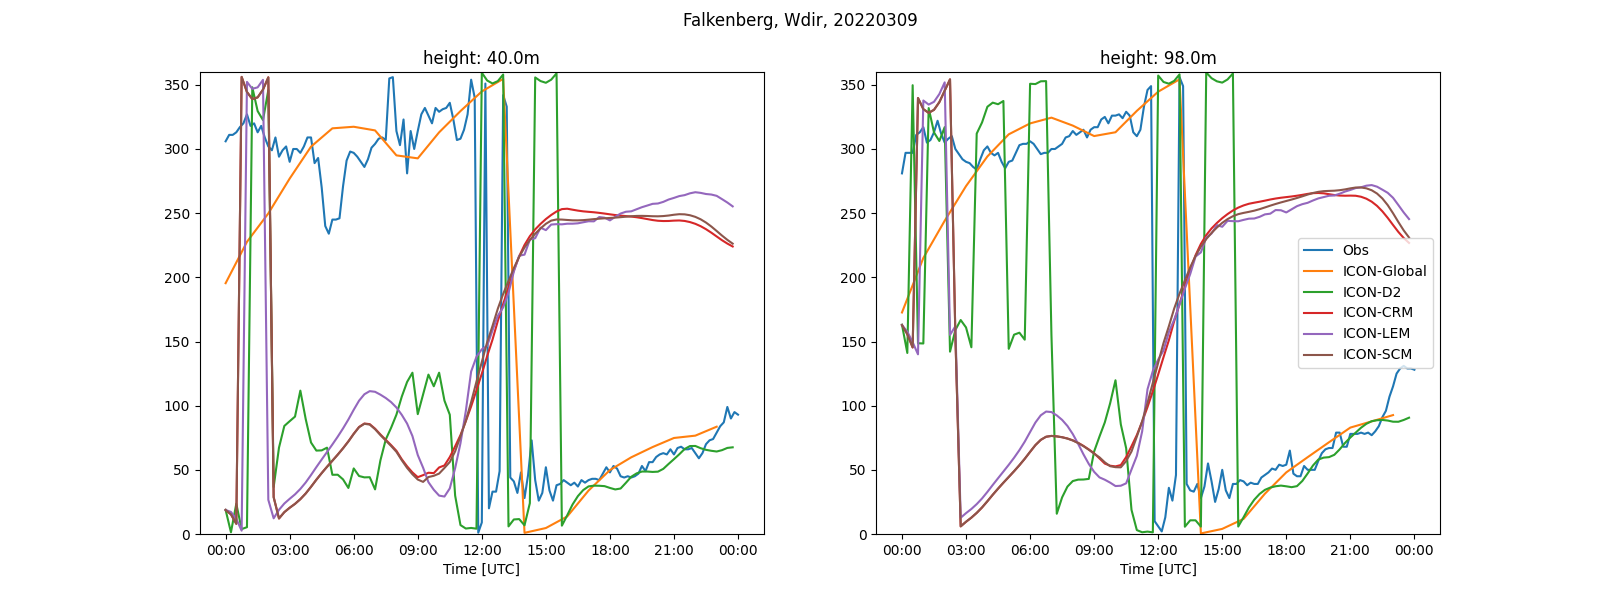 Falkenberg, Wdir, 20220309
height: 40.0m
350
300
250
200
150
100
50
0
00:00 03:00 06:00 09:00 12:00 15:00 18:00 21:00 00:00
Time [UTC]
height: 98.0m
350
300
250
200
150
100
50
0
Obs
ICON-Global
ICON-D2
ICON-CRM
ICON-LEM
ICON-SCM
00:00 03:00 06:00 09:00 12:00 15:00 18:00 21:00 00:00
Time [UTC]